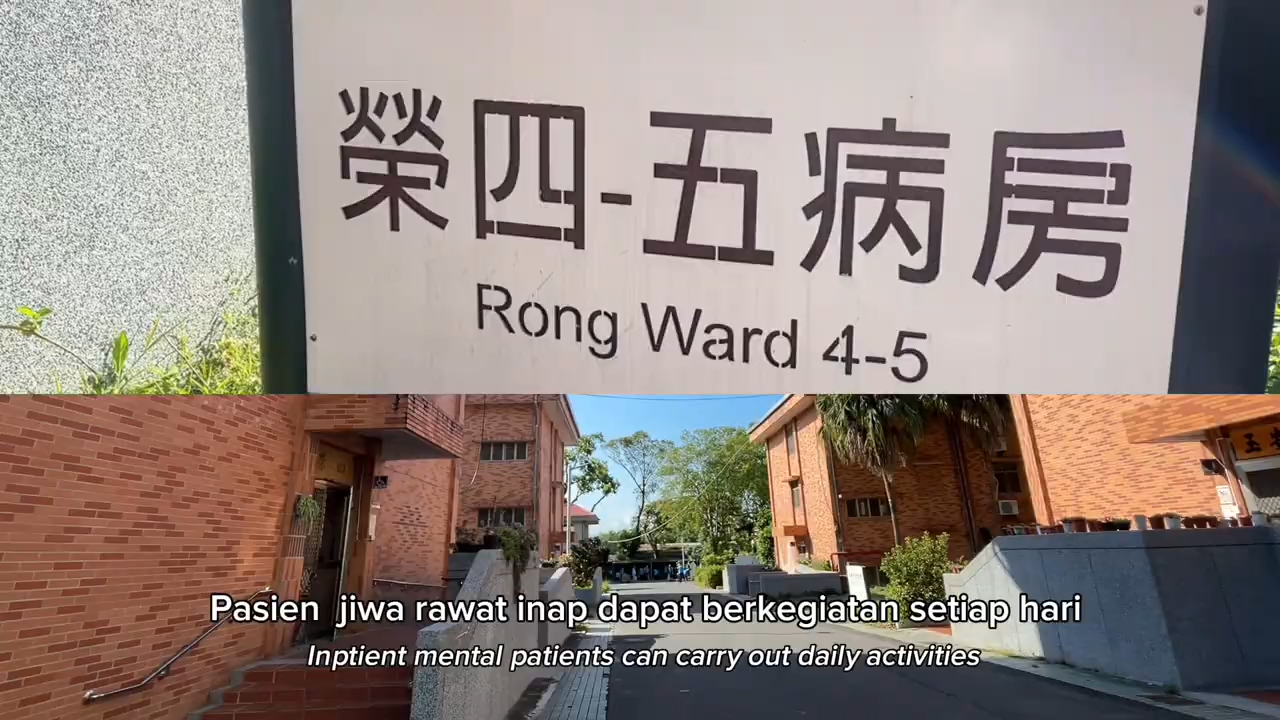 榮四-五病房
Rong Ward 4-5
Pasien  jiwa rawat inap dapat berkegiatan setiap hari
Inptient mental patients can carry out daily activities